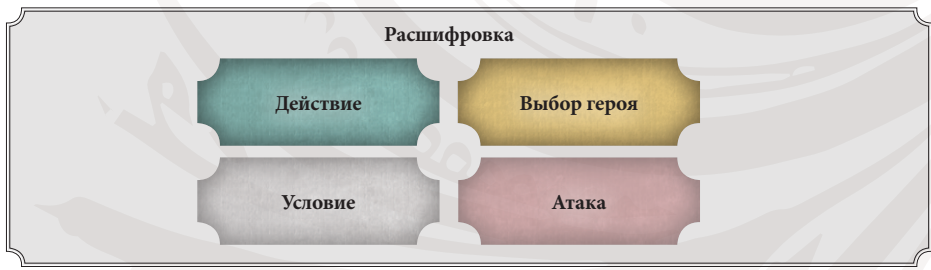 Расшифровка
Действие
Выбор героя
Условие
Атака